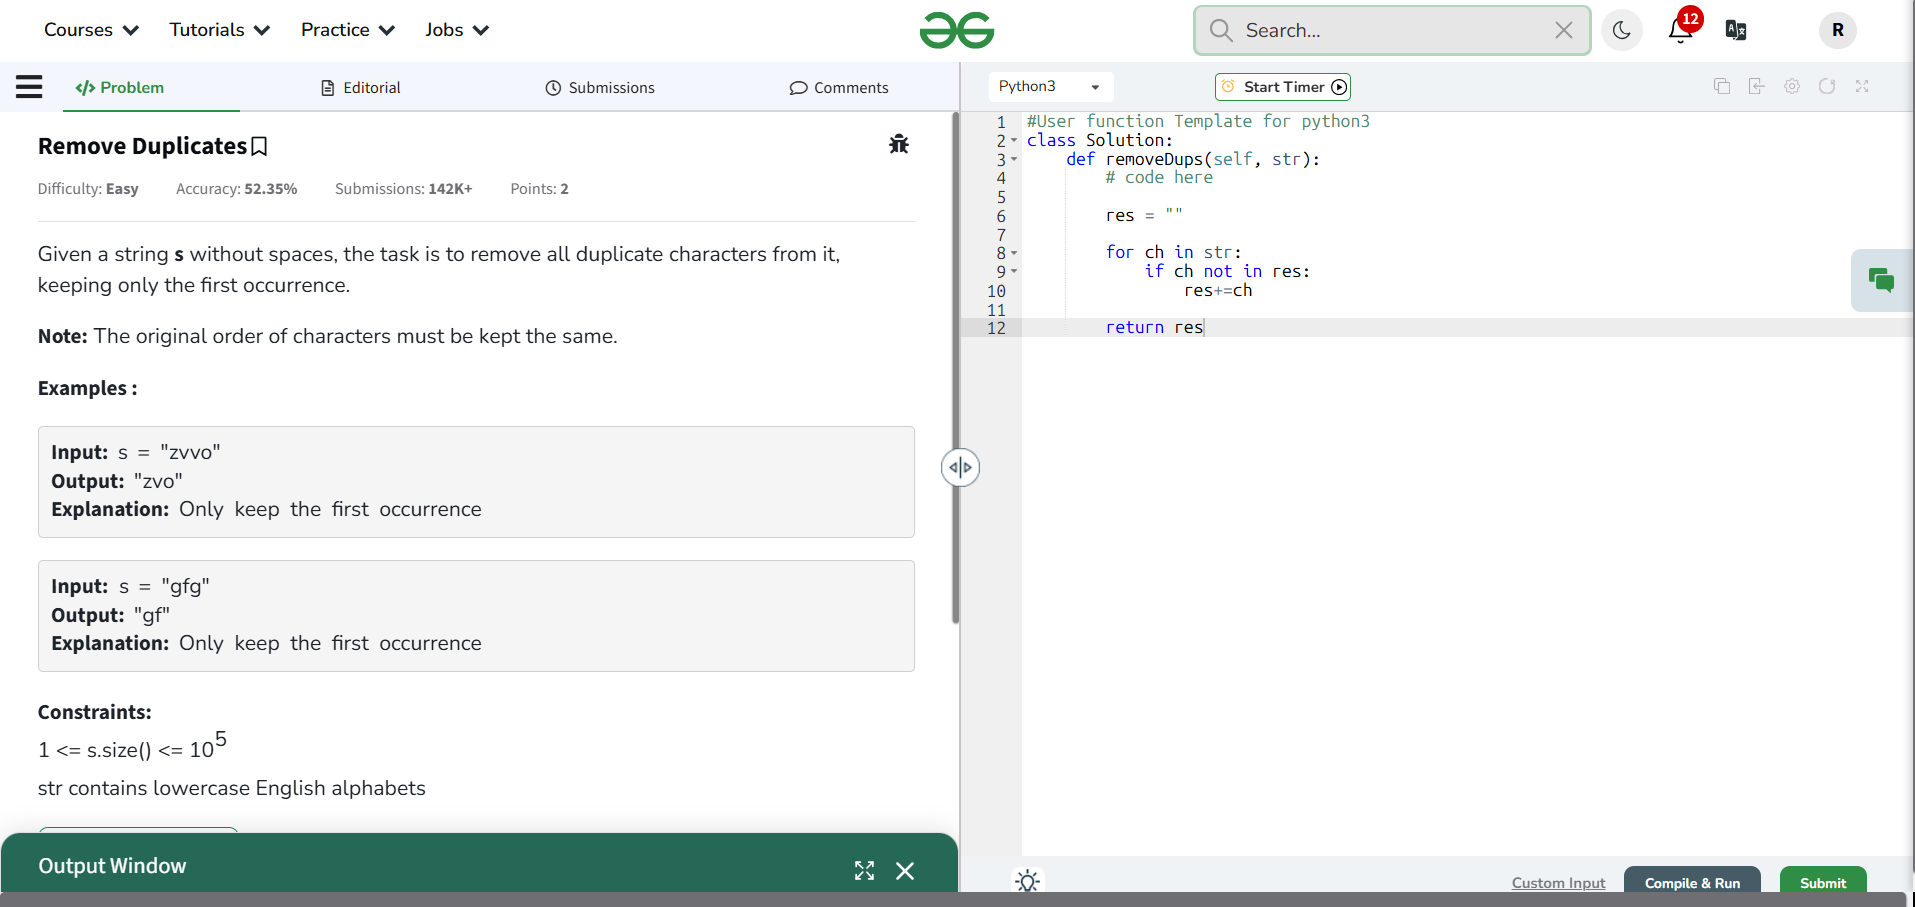 Courses Tutorials Practice Jobs Search... 12 R
Problem Editorial Submissions Comments
Python3 Start Timer
Remove Duplicates
Difficulty: Easy Accuracy: 52.35% Submissions: 142K+ Points: 2
Given a string s without spaces, the task is to remove all duplicate characters from it,
keeping only the first occurrence.
Note: The original order of characters must be kept the same.
Examples :
Input: s = "zvvo"
Output: "zvo"
Explanation: Only keep the first occurrence
Input: s = "gfg"
Output: "gf"
Explanation: Only keep the first occurrence
Constraints:
1 <= s.size() <= 10^5
str contains lowercase English alphabets
Output Window
1 #User function Template for python3
2 class Solution:
3     def removeDups(self, str):
4         # code here
5
6         res = ""
7
8         for ch in str:
9             if ch not in res:
10                 res+=ch
11
12         return res
Custom Input Compile & Run Submit